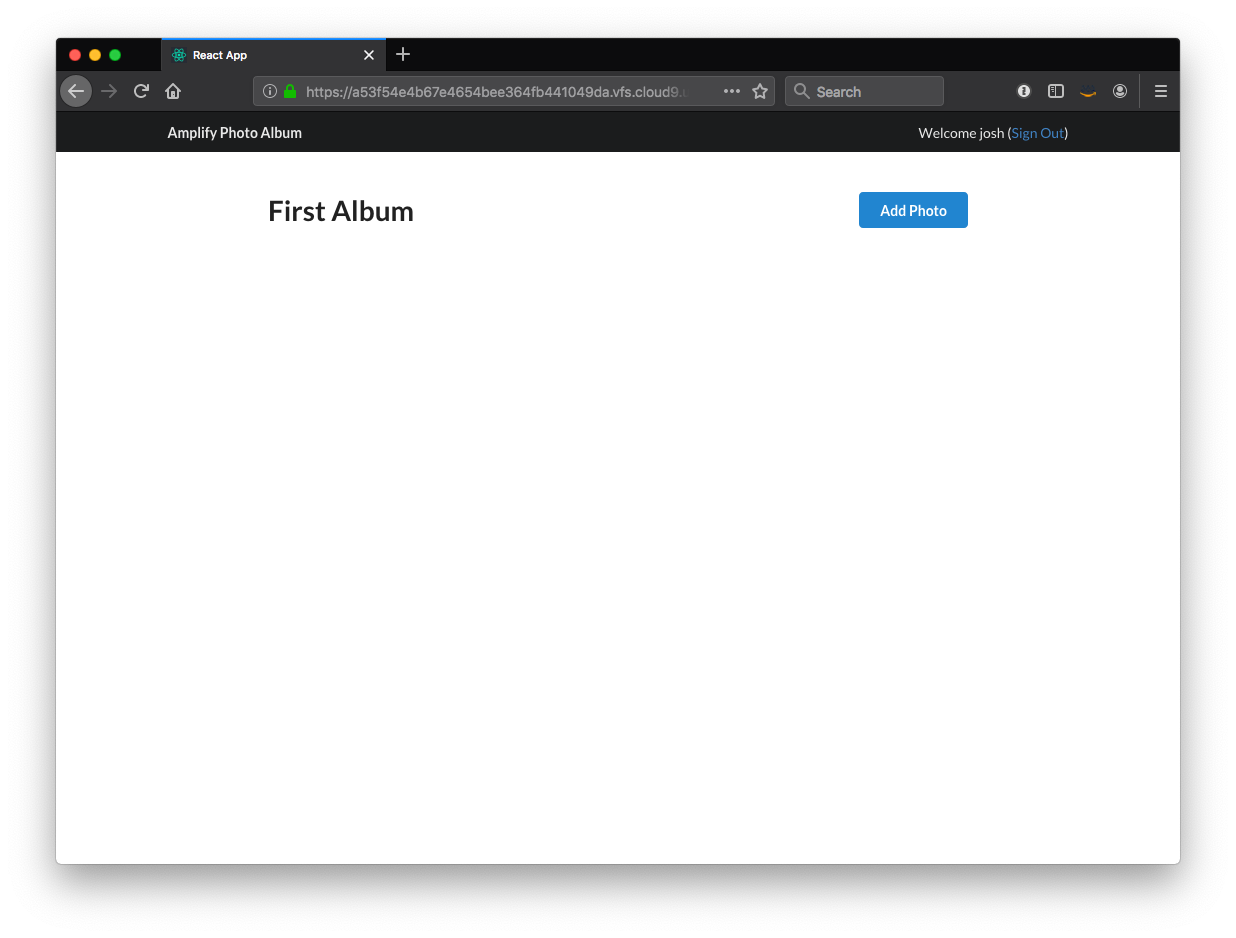 React App
https://a53f54e4b67e4654bee364fb441049da.vfs.cloud9.u
Search
Amplify Photo Album
Welcome josh (Sign Out)
First Album
Add Photo